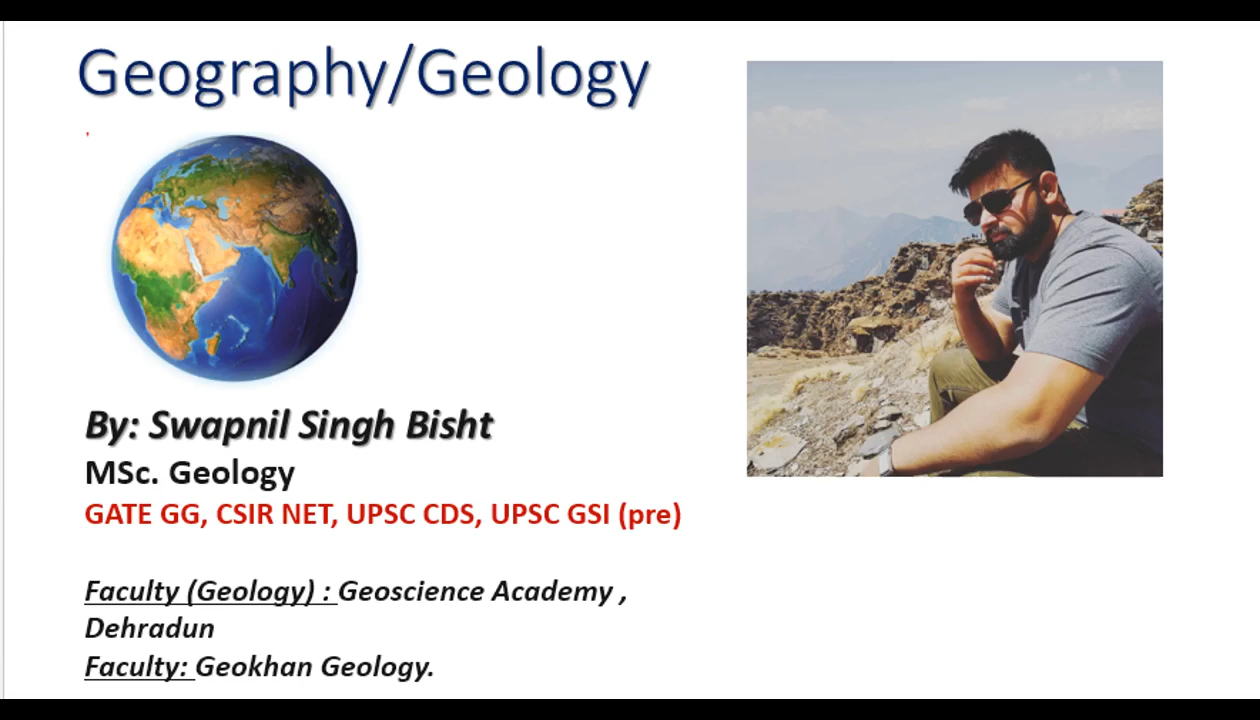 Geography/Geology
By: Swapnil Singh Bisht
MSc. Geology
GATE GG, CSIR NET, UPSC CDS, UPSC GSI (pre)
Faculty (Geology) : Geoscience Academy ,
Dehradun
Faculty: Geokhan Geology.